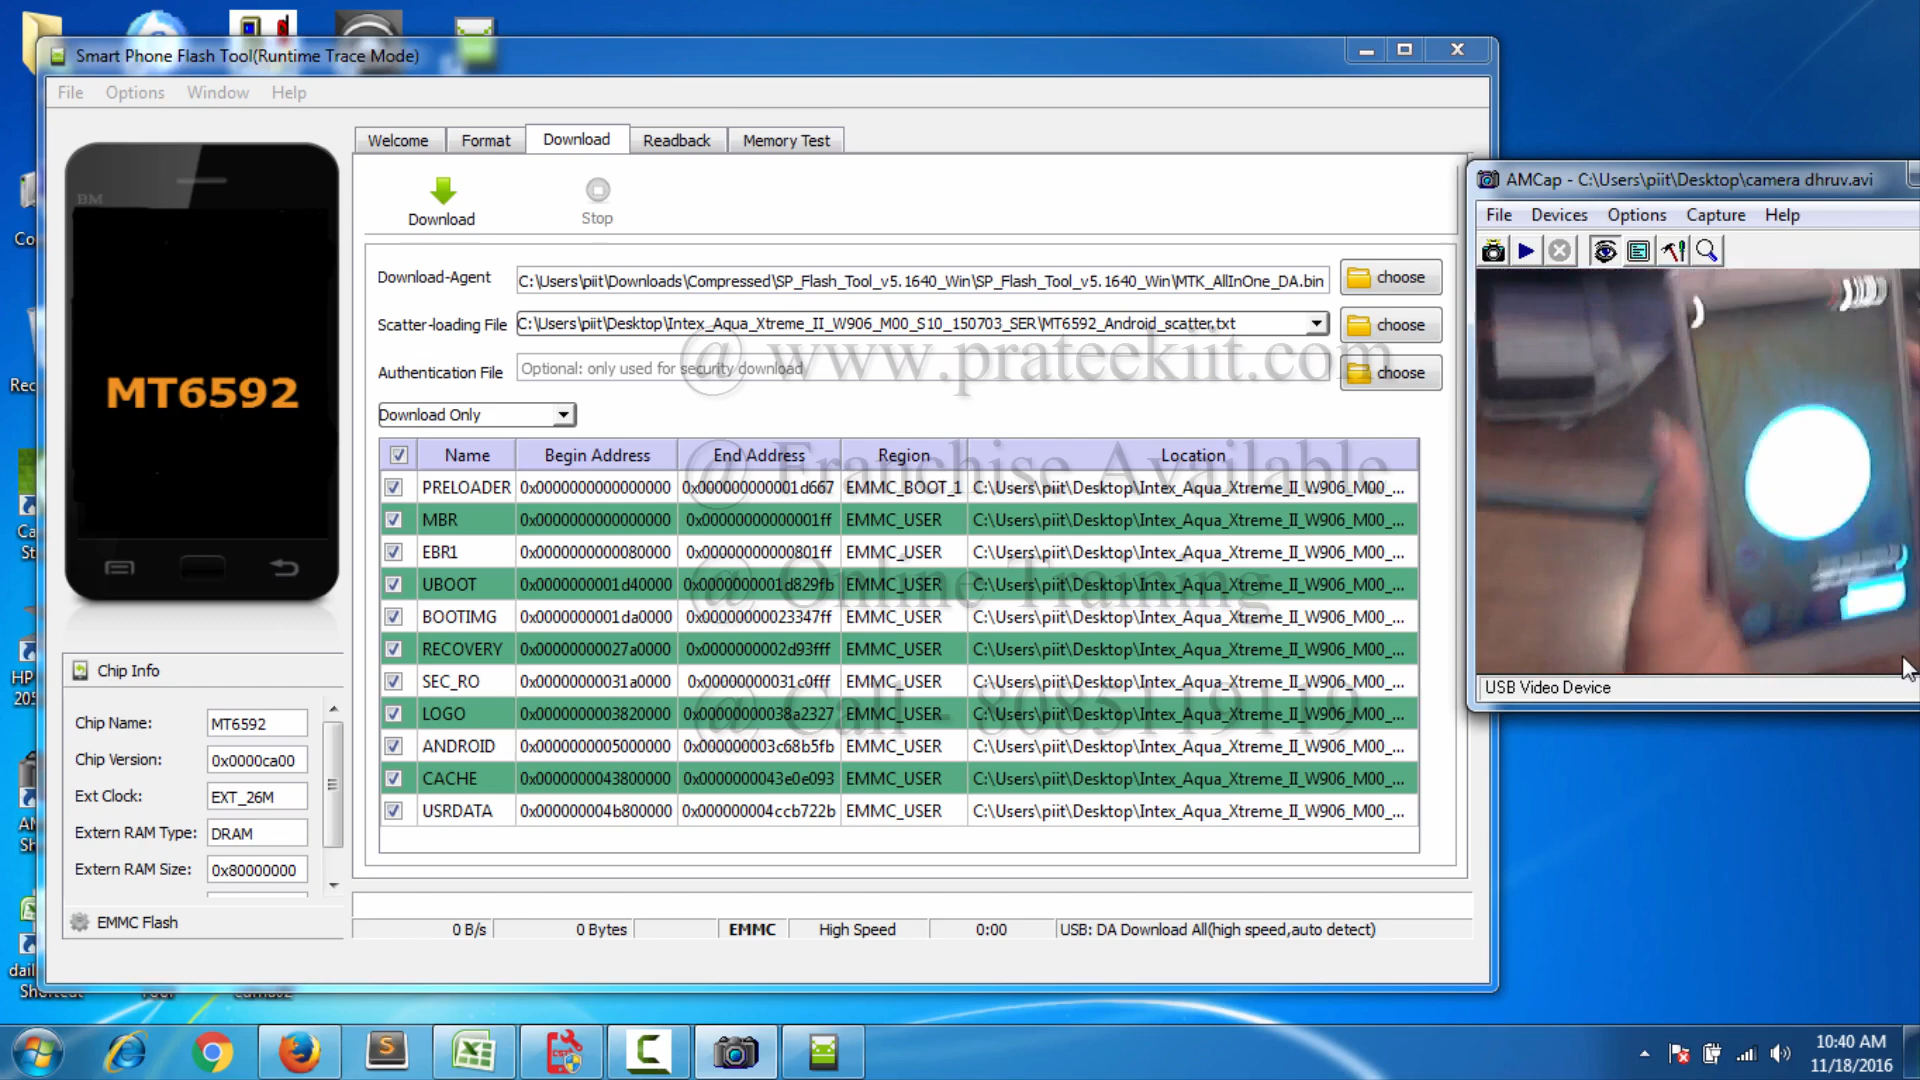 Smart Phone Flash Tool(Runtime Trace Mode)
File Options Window Help
Welcome Format Download Readback Memory Test
Download Stop
BM
MT6592
Download-Agent C:\Users\piit\Downloads\Compressed\SP_Flash_Tool_v5.1640_Win\SP_Flash_Tool_v5.1640_Win\MTK_AllInOne_DA.bin choose
Scatter-loading File C:\Users\piit\Desktop\Intex_Aqua_Xtreme_II_W906_M00_S10_150703_SER\MT6592_Android_scatter.txt choose
@ www.prateekiit.com
Authentication File Optional: only used for security download choose
Download Only
@ Franchise Available
Name Begin Address End Address Region Location
PRELOADER 0x0000000000000000 0x000000000001d667 EMMC_BOOT_1 C:\Users\piit\Desktop\Intex_Aqua_Xtreme_II_W906_M00_...
MBR 0x0000000000000000 0x00000000000001ff EMMC_USER C:\Users\piit\Desktop\Intex_Aqua_Xtreme_II_W906_M00_...
EBR1 0x0000000000080000 0x00000000000801ff EMMC_USER C:\Users\piit\Desktop\Intex_Aqua_Xtreme_II_W906_M00_...
@ Online Training
UBOOT 0x0000000001d40000 0x0000000001d829fb EMMC_USER C:\Users\piit\Desktop\Intex_Aqua_Xtreme_II_W906_M00_...
BOOTIMG 0x0000000001da0000 0x00000000023347ff EMMC_USER C:\Users\piit\Desktop\Intex_Aqua_Xtreme_II_W906_M00_...
RECOVERY 0x00000000027a0000 0x0000000002d93fff EMMC_USER C:\Users\piit\Desktop\Intex_Aqua_Xtreme_II_W906_M00_...
SEC_RO 0x00000000031a0000 0x00000000031c0fff EMMC_USER C:\Users\piit\Desktop\Intex_Aqua_Xtreme_II_W906_M00_...
@ Call - 8085119119
LOGO 0x0000000003820000 0x00000000038a2327 EMMC_USER C:\Users\piit\Desktop\Intex_Aqua_Xtreme_II_W906_M00_...
ANDROID 0x0000000005000000 0x000000003c68b5fb EMMC_USER C:\Users\piit\Desktop\Intex_Aqua_Xtreme_II_W906_M00_...
CACHE 0x0000000043800000 0x0000000043e0e093 EMMC_USER C:\Users\piit\Desktop\Intex_Aqua_Xtreme_II_W906_M00_...
USRDATA 0x000000004b800000 0x000000004ccb722b EMMC_USER C:\Users\piit\Desktop\Intex_Aqua_Xtreme_II_W906_M00_...
Chip Info
Chip Name: MT6592
Chip Version: 0x0000ca00
Ext Clock: EXT_26M
Extern RAM Type: DRAM
Extern RAM Size: 0x80000000
EMMC Flash
0 B/s 0 Bytes EMMC High Speed 0:00 USB: DA Download All(high speed,auto detect)
AMCap - C:\Users\piit\Desktop\camera dhruv.avi
File Devices Options Capture Help
USB Video Device
10:40 AM
11/18/2016